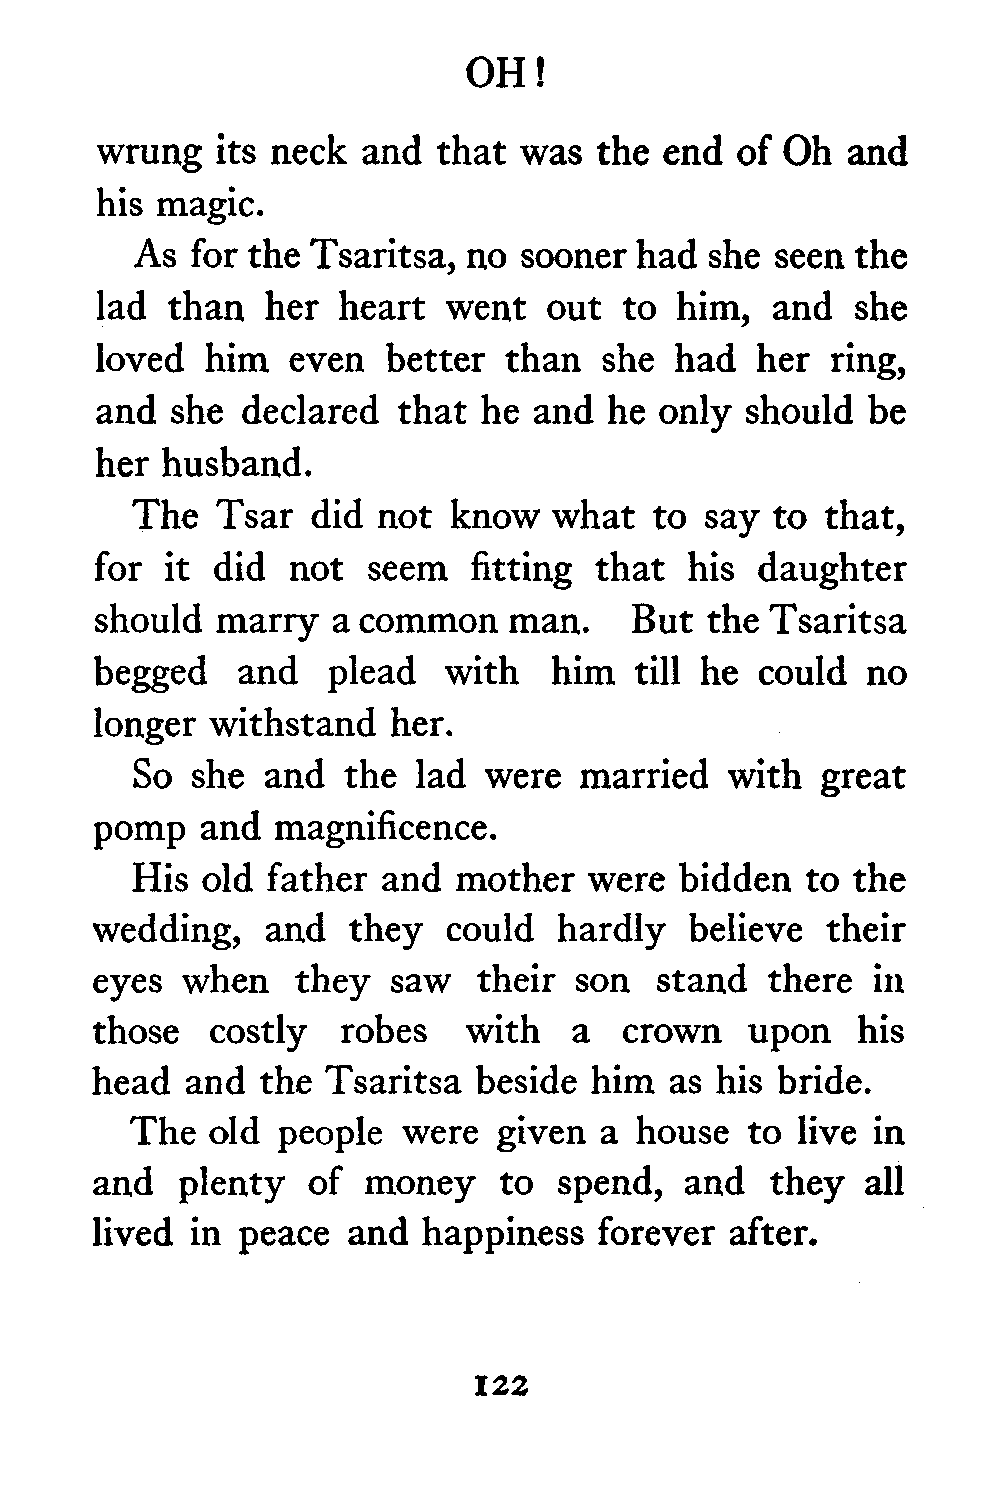 OH!
wrung its neck and that was the end of Oh and
his magic.
As for the Tsaritsa, no sooner had she seen the
lad than her heart went out to him, and she
loved him even better than she had her ring,
and she declared that he and he only should be
her husband.
The Tsar did not know what to say to that,
for it did not seem fitting that his daughter
should marry a common man. But the Tsaritsa
begged and plead with him till he could no
longer withstand her.
So she and the lad were married with great
pomp and magnificence.
His old father and mother were bidden to the
wedding, and they could hardly believe their
eyes when they saw their son stand there in
those costly robes with a crown upon his
head and the Tsaritsa beside him as his bride.
The old people were given a house to live in
and plenty of money to spend, and they all
lived in peace and happiness forever after.
122